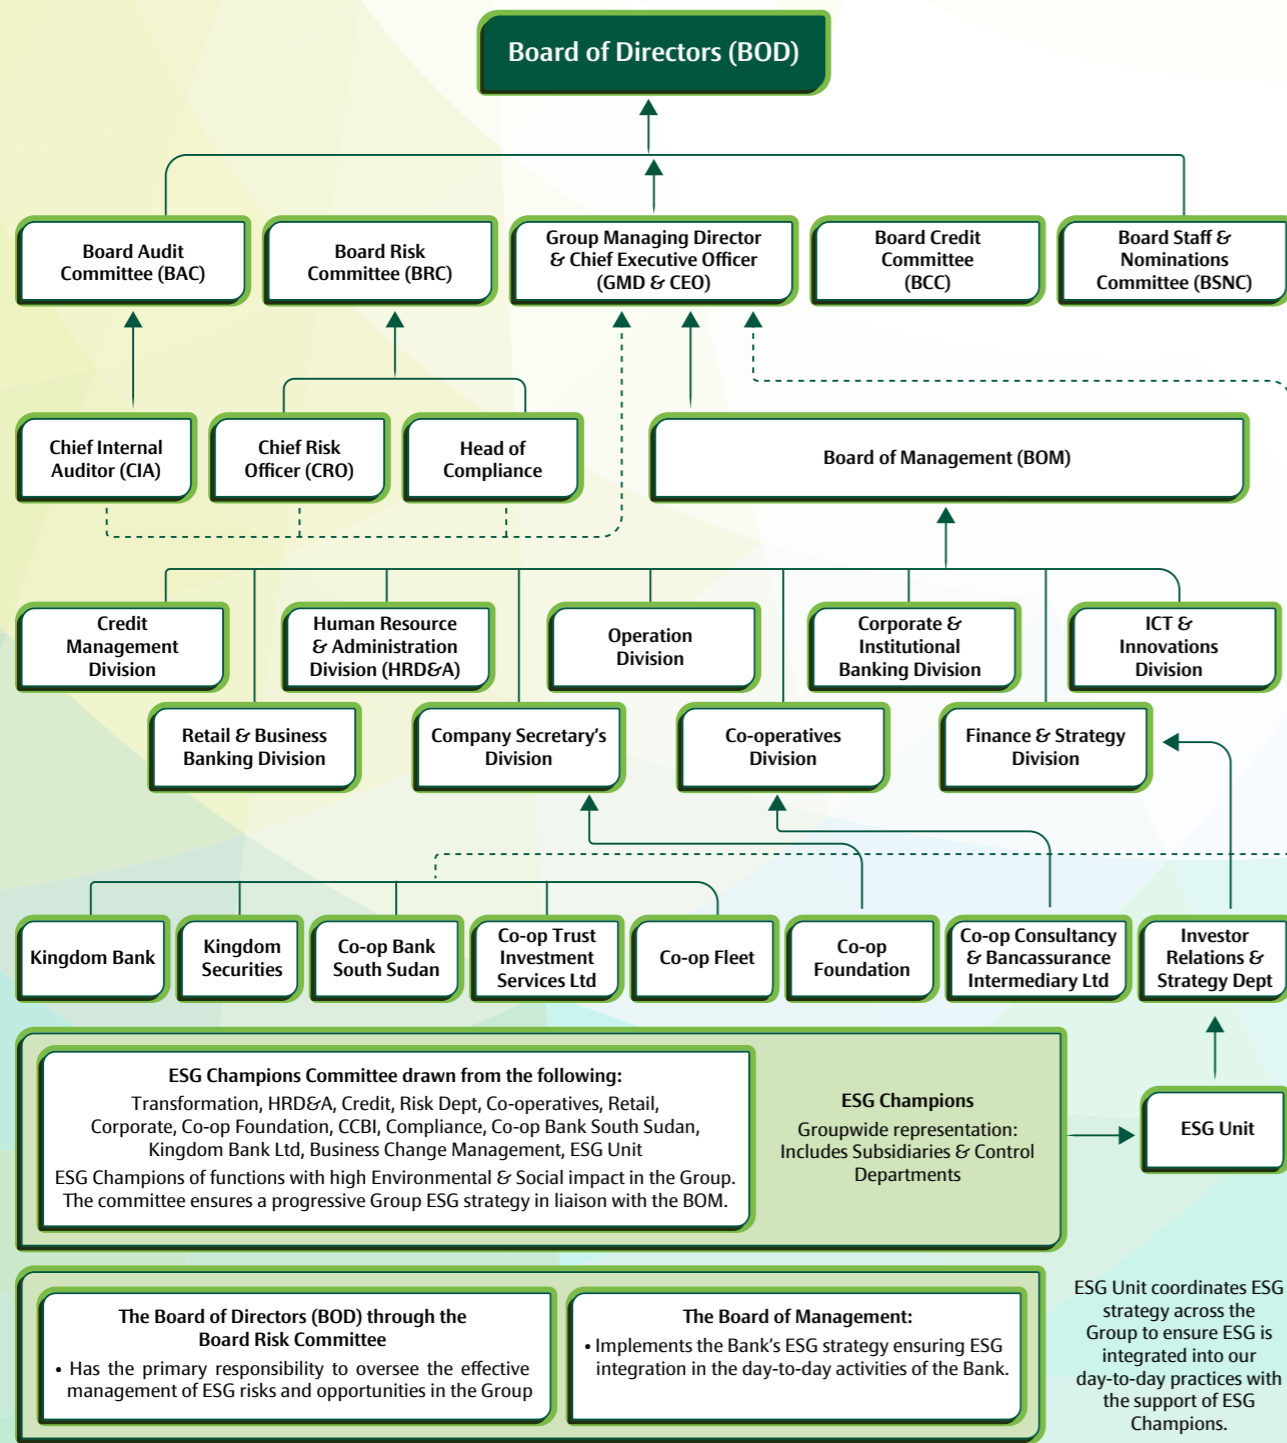 Board of Directors (BOD)
Board Audit
Committee (BAC)
Board Risk
Committee (BRC)
Group Managing Director
& Chief Executive Officer
(GMD & CEO)
Board Credit
Committee
(BCC)
Board Staff &
Nominations
Committee (BSNC)
Chief Internal
Auditor (CIA)
Chief Risk
Officer (CRO)
Head of
Compliance
Board of Management (BOM)
Credit
Management
Division
Human Resource
& Administration
Division (HRD&A)
Operation
Division
Corporate &
Institutional
Banking Division
ICT &
Innovations
Division
Retail & Business
Banking Division
Company Secretary's
Division
Co-operatives
Division
Finance & Strategy
Division
Kingdom Bank
Kingdom
Securities
Co-op Bank
South Sudan
Co-op Trust
Investment
Services Ltd
Co-op Fleet
Co-op
Foundation
Co-op Consultancy
& Bancassurance
Intermediary Ltd
Investor
Relations &
Strategy Dept
ESG Champions Committee drawn from the following:
Transformation, HRD&A, Credit, Risk Dept, Co-operatives, Retail,
Corporate, Co-op Foundation, CCBI, Compliance, Co-op Bank South Sudan,
Kingdom Bank Ltd, Business Change Management, ESG Unit
ESG Champions of functions with high Environmental & Social impact in the Group.
The committee ensures a progressive Group ESG strategy in liaison with the BOM.
ESG Champions
Groupwide representation:
Includes Subsidiaries & Control
Departments
ESG Unit
The Board of Directors (BOD) through the
Board Risk Committee
• Has the primary responsibility to oversee the effective
management of ESG risks and opportunities in the Group
The Board of Management:
• Implements the Bank's ESG strategy ensuring ESG
integration in the day-to-day activities of the Bank.
ESG Unit coordinates ESG
strategy across the
Group to ensure ESG is
integrated into our
day-to-day practices with
the support of ESG
Champions.